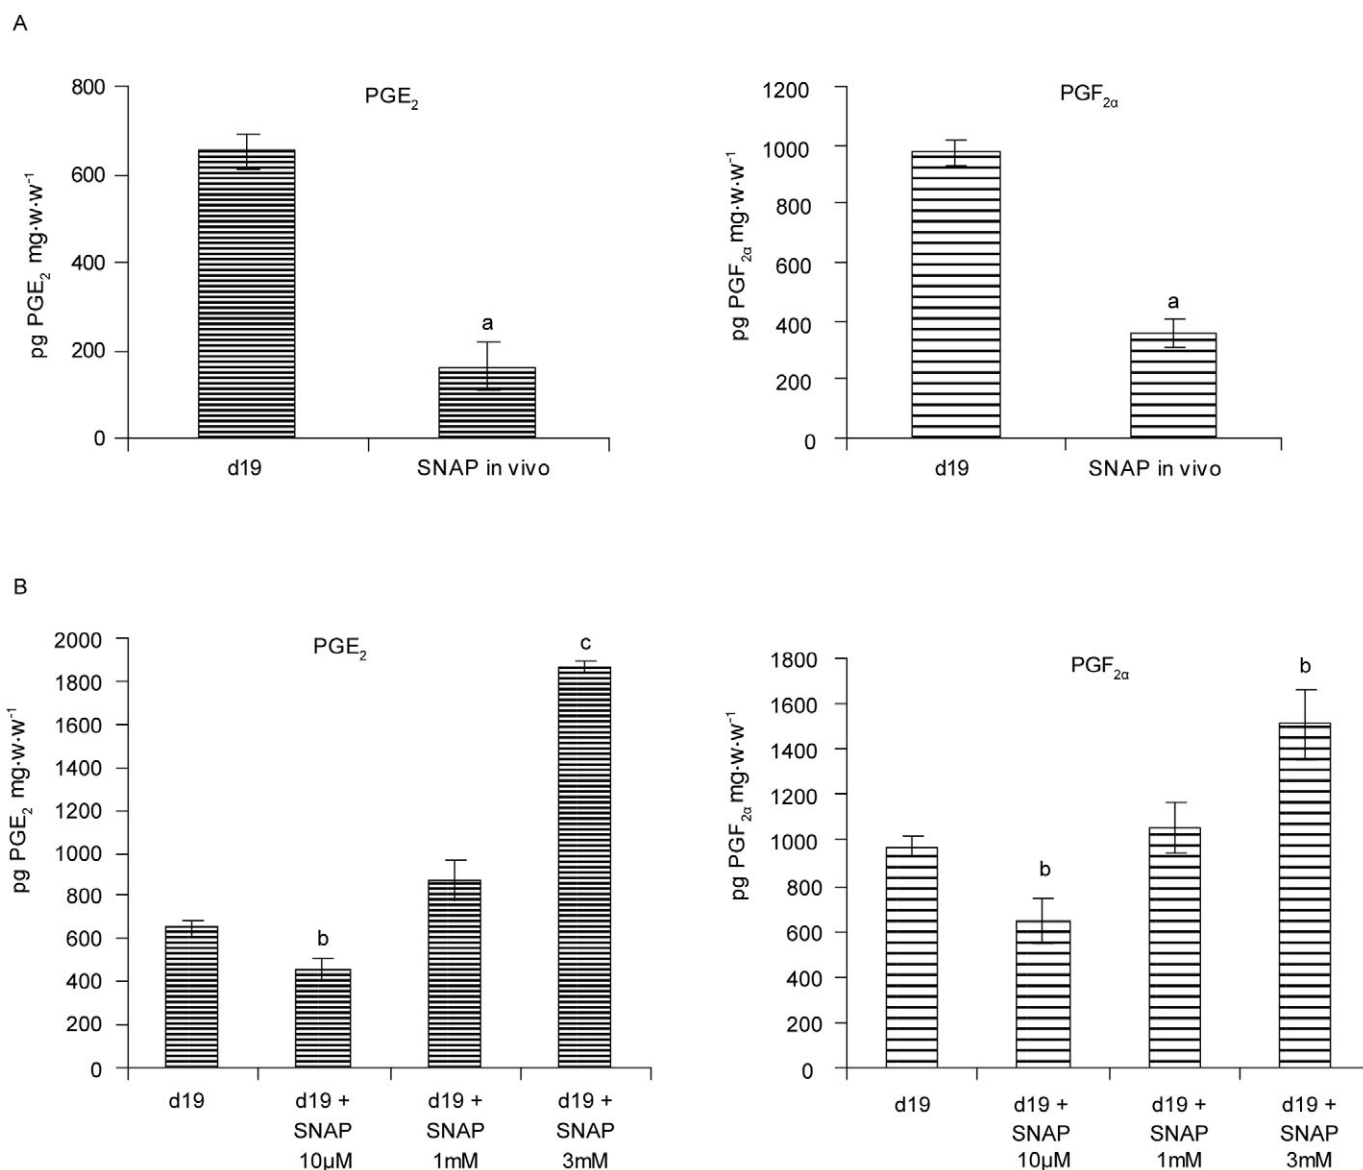 A
PGE₂
pg PGE₂ mg·w·w⁻¹
800
600
400
200
0
a
d19
SNAP in vivo
PGF₂α
pg PGF₂α mg·w·w⁻¹
1200
1000
800
600
400
200
0
a
d19
SNAP in vivo
B
PGE₂
pg PGE₂ mg·w·w⁻¹
2000
1800
1600
1400
1200
1000
800
600
400
200
0
b
c
d19
d19 +
SNAP
10µM
d19 +
SNAP
1mM
d19 +
SNAP
3mM
PGF₂α
pg PGF₂α mg·w·w⁻¹
1800
1600
1400
1200
1000
800
600
400
200
0
b
b
d19
d19 +
SNAP
10µM
d19 +
SNAP
1mM
d19 +
SNAP
3mM